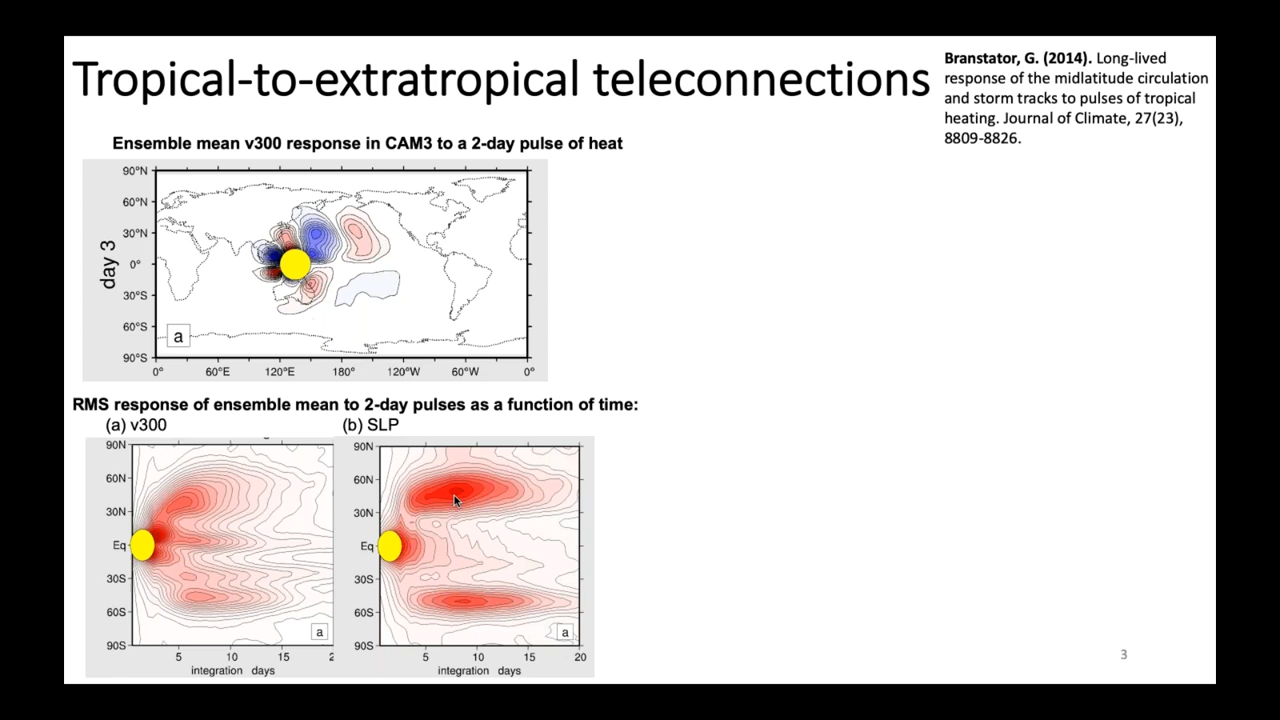 Tropical-to-extratropical teleconnections
Branstator, G. (2014). Long-lived
response of the midlatitude circulation
and storm tracks to pulses of tropical
heating. Journal of Climate, 27(23),
8809-8826.
Ensemble mean v300 response in CAM3 to a 2-day pulse of heat
day 3
90°N
60°N
30°N
0°
30°S
60°S
90°S
a
0° 60°E 120°E 180° 120°W 60°W 0°
RMS response of ensemble mean to 2-day pulses as a function of time:
(a) v300
90N
60N
30N
Eq
30S
60S
90S
a
5 10 15 2
integration days
(b) SLP
90N
60N
30N
Eq
30S
60S
90S
a
5 10 15 20
integration days
3